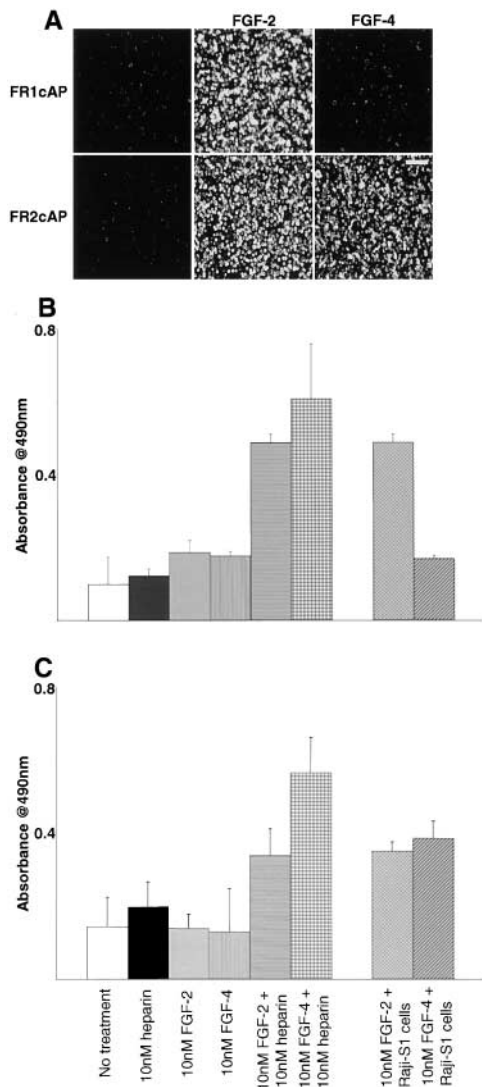 A
FGF-2 FGF-4
FR1cAP
FR2cAP
B
0.8
Absorbance @490nm
0.4
C
0.8
Absorbance @490nm
0.4
No treatment
10nM heparin
10nM FGF-2
10nM FGF-4
10nM FGF-2 +
10nM heparin
10nM FGF-4 +
10nM heparin
10nM FGF-2 +
Raji-S1 cells
10nM FGF-4 +
Raji-S1 cells